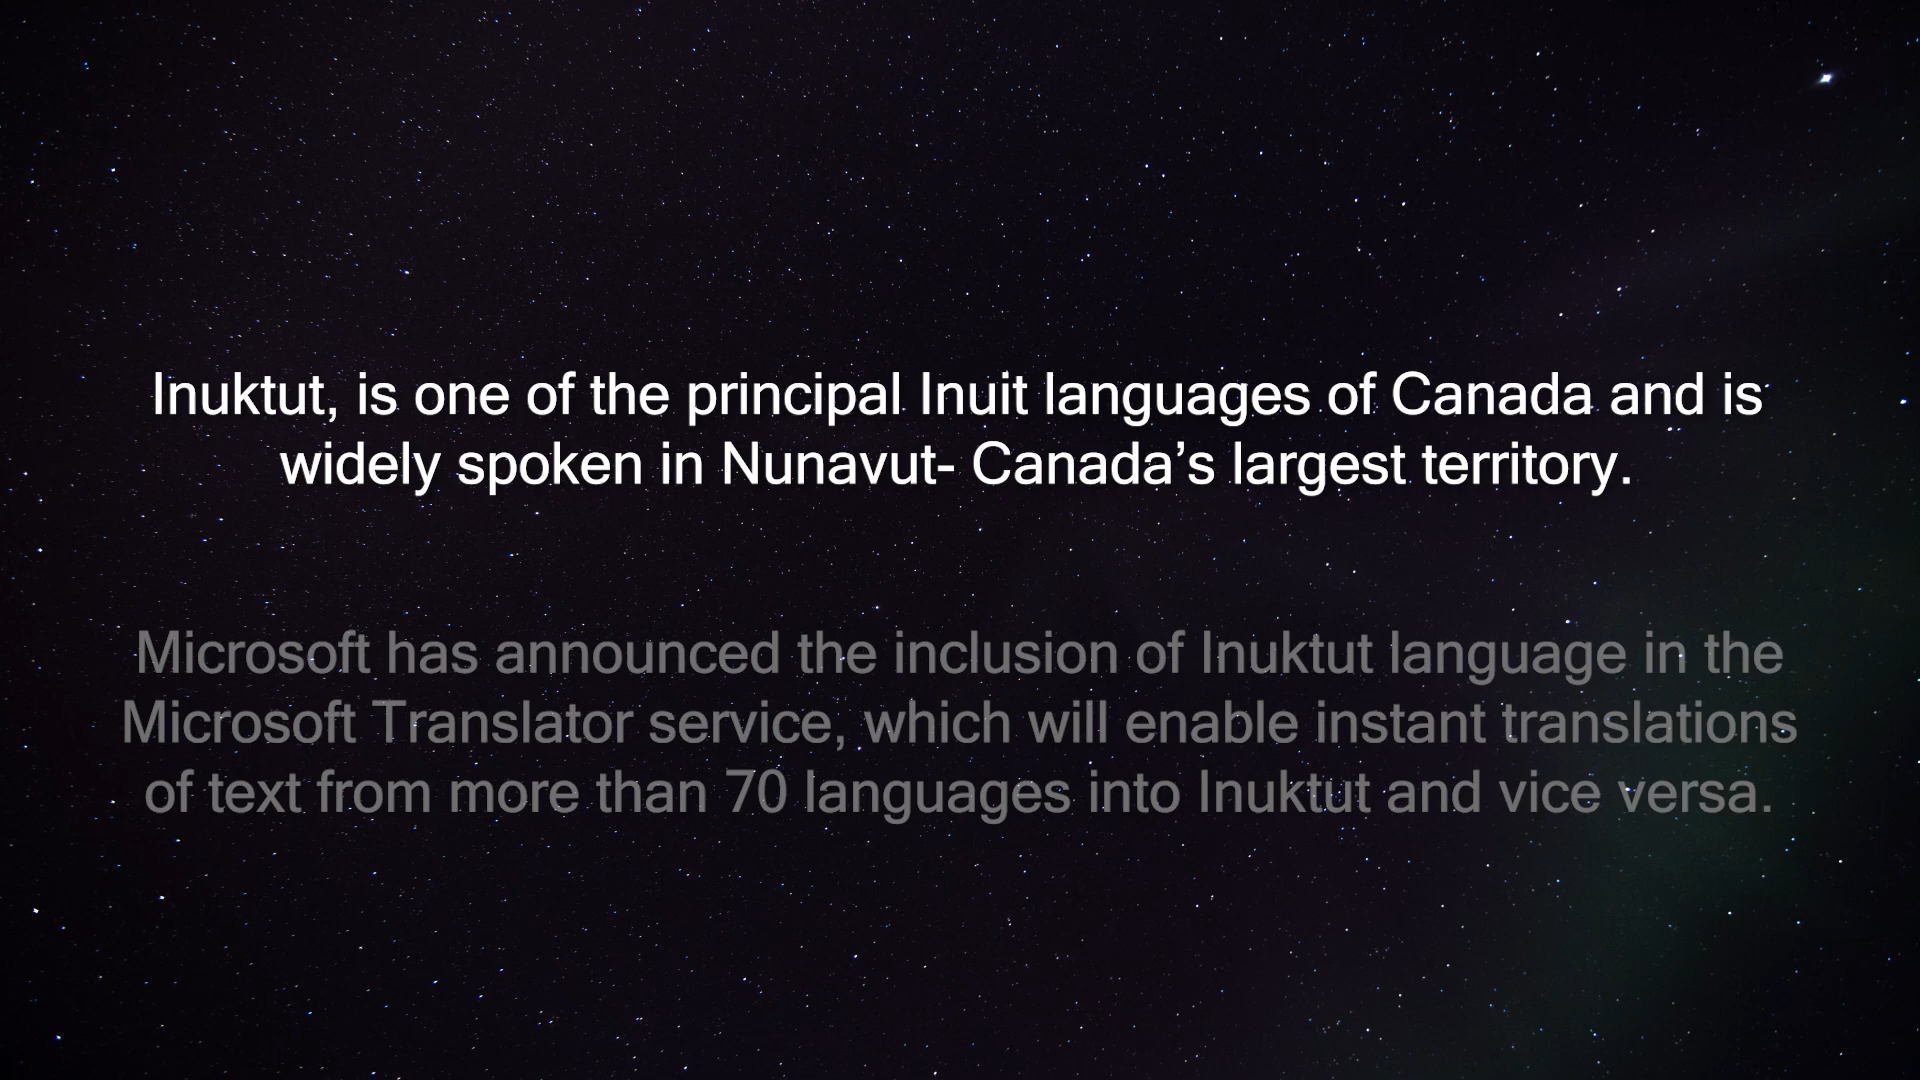 Inuktut, is one of the principal Inuit languages of Canada and is
widely spoken in Nunavut- Canada’s largest territory.
Microsoft has announced the inclusion of Inuktut language in the
Microsoft Translator service, which will enable instant translations
of text from more than 70 languages into Inuktut and vice versa.